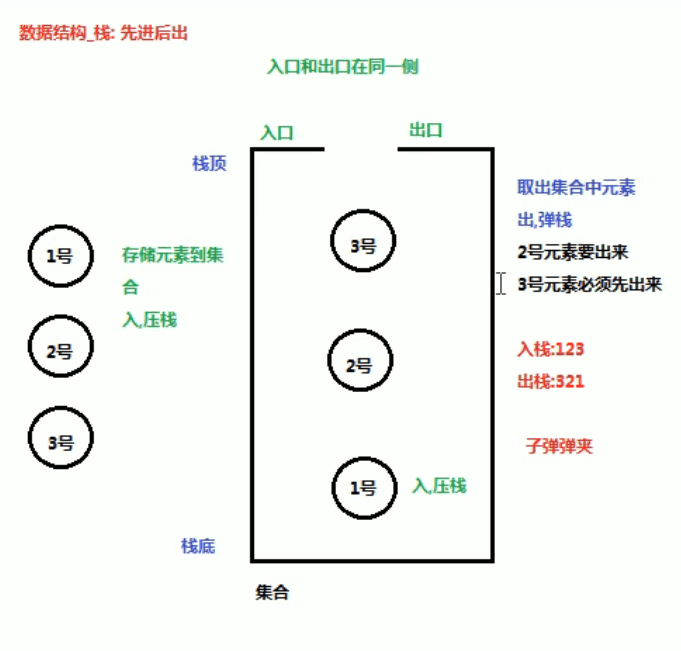 数据结构_栈: 先进后出
入口和出口在同一侧
入口
出口
栈顶
取出集合中元素
出,弹栈
2号元素要出来
3号元素必须先出来
1号
存储元素到集
合
入,压栈
2号
3号
3号
2号
1号
入,压栈
入栈:123
出栈:321
子弹弹夹
栈底
集合